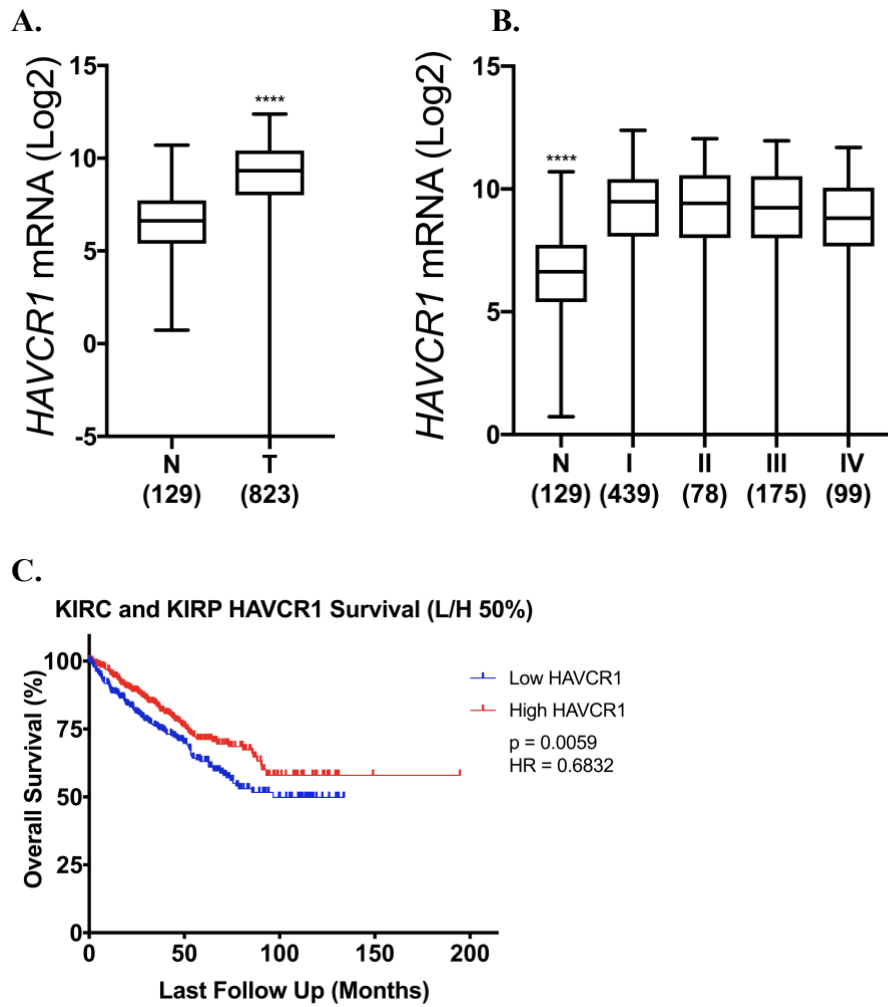 A.
HAVCR1 mRNA (Log2)
15
10
5
0
-5
****
N
T
(129)
(823)
B.
HAVCR1 mRNA (Log2)
15
10
5
0
****
N
I
II
III
IV
(129)
(439)
(78)
(175)
(99)
C.
KIRC and KIRP HAVCR1 Survival (L/H 50%)
Overall Survival (%)
100
75
50
25
0
0
50
100
150
200
Last Follow Up (Months)
Low HAVCR1
High HAVCR1
p = 0.0059
HR = 0.6832